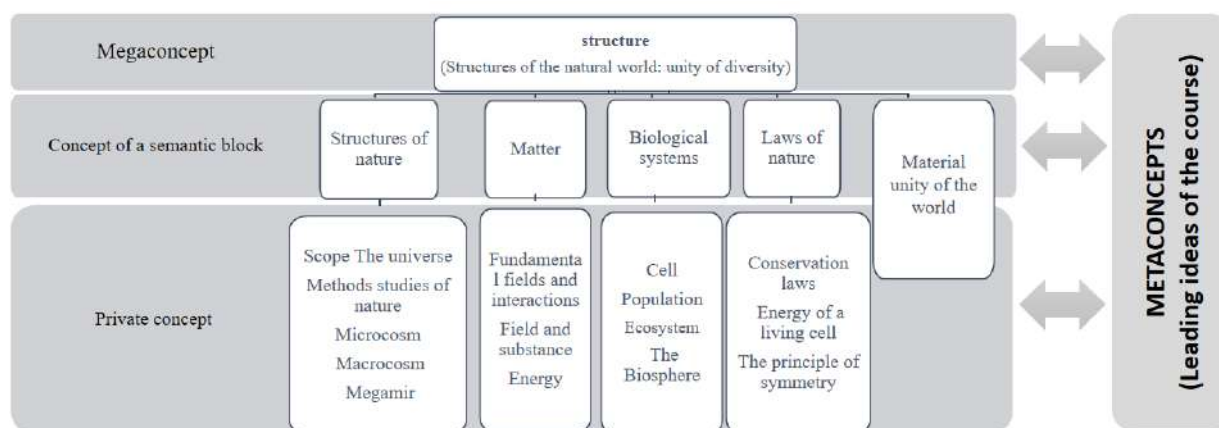 Megaconcept
structure
(Structures of the natural world: unity of diversity)
Concept of a semantic block
Structures of
nature
Matter
Biological
systems
Laws of
nature
Material
unity of the
world
Private concept
Scope The universe
Methods studies of
nature
Microcosm
Macrocosm
Megamir
Fundamenta
l fields and
interactions
Field and
substance
Energy
Cell
Population
Ecosystem
The
Biosphere
Conservation
laws
Energy of a
living cell
The principle of
symmetry
METACONCEPTS
(Leading ideas of the course)